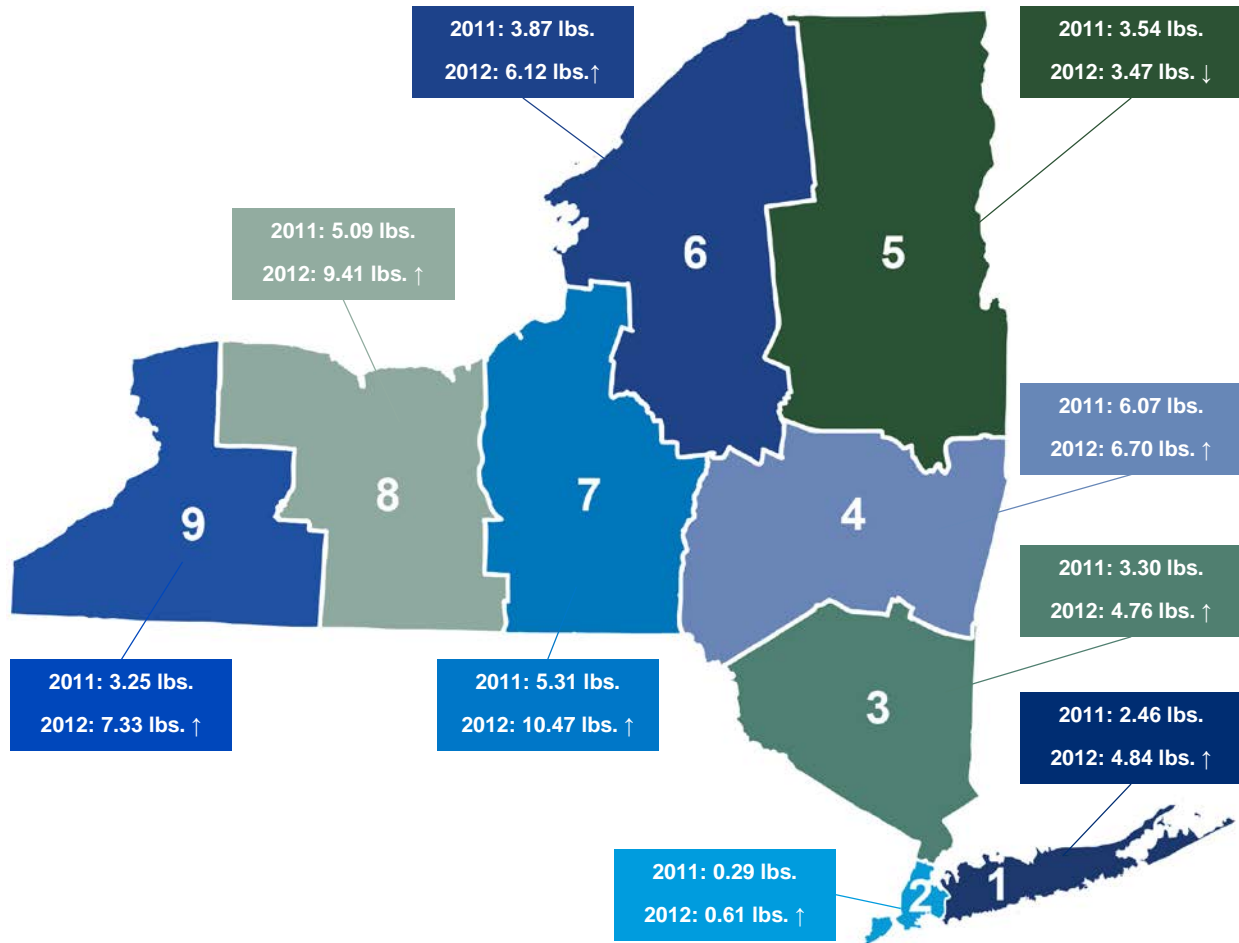 2011: 3.87 lbs.
2012: 6.12 lbs.↑
2011: 3.54 lbs.
2012: 3.47 lbs. ↓
2011: 5.09 lbs.
2012: 9.41 lbs. ↑
6
5
2011: 6.07 lbs.
2012: 6.70 lbs. ↑
9
8
7
4
2011: 3.30 lbs.
2012: 4.76 lbs. ↑
2011: 3.25 lbs.
2012: 7.33 lbs. ↑
2011: 5.31 lbs.
2012: 10.47 lbs. ↑
3
2011: 2.46 lbs.
2012: 4.84 lbs. ↑
2011: 0.29 lbs.
2012: 0.61 lbs. ↑
2
1